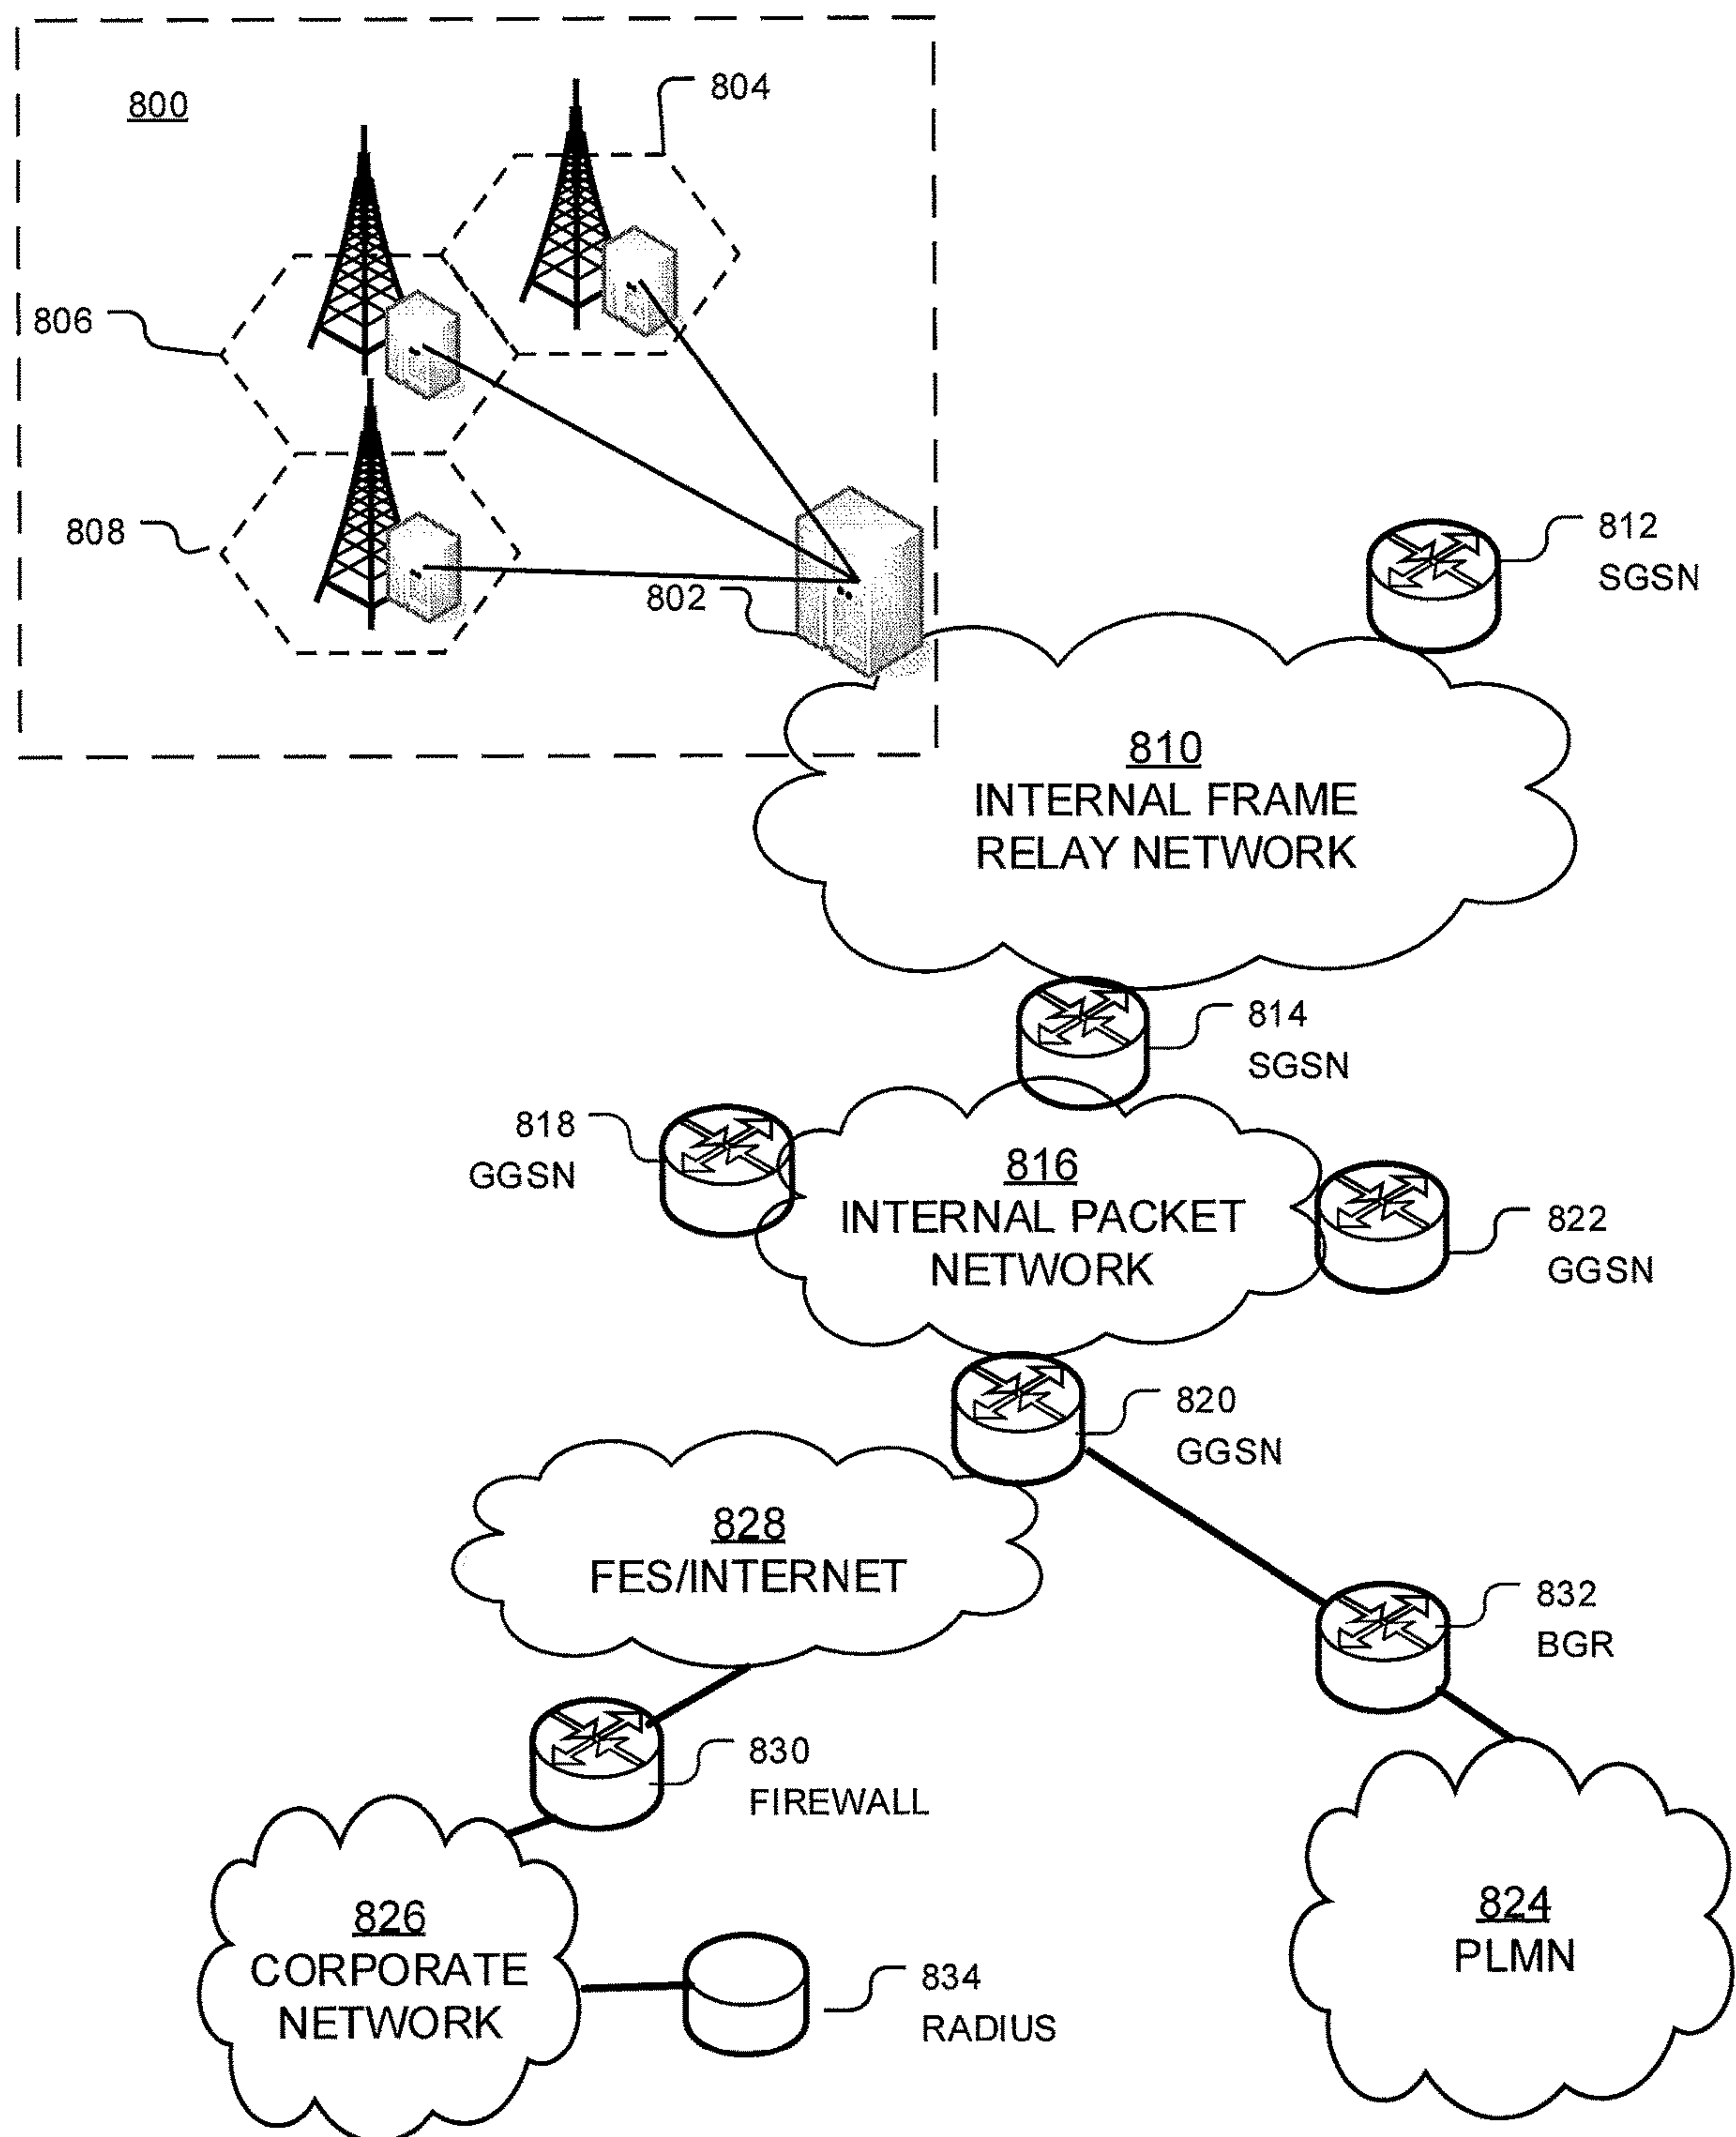 800
804
806
808
802
812
SGSN
810
INTERNAL FRAME
RELAY NETWORK
814
SGSN
818
GGSN
816
INTERNAL PACKET
NETWORK
822
GGSN
820
GGSN
828
FES/INTERNET
832
BGR
830
FIREWALL
826
CORPORATE
NETWORK
834
RADIUS
824
PLMN